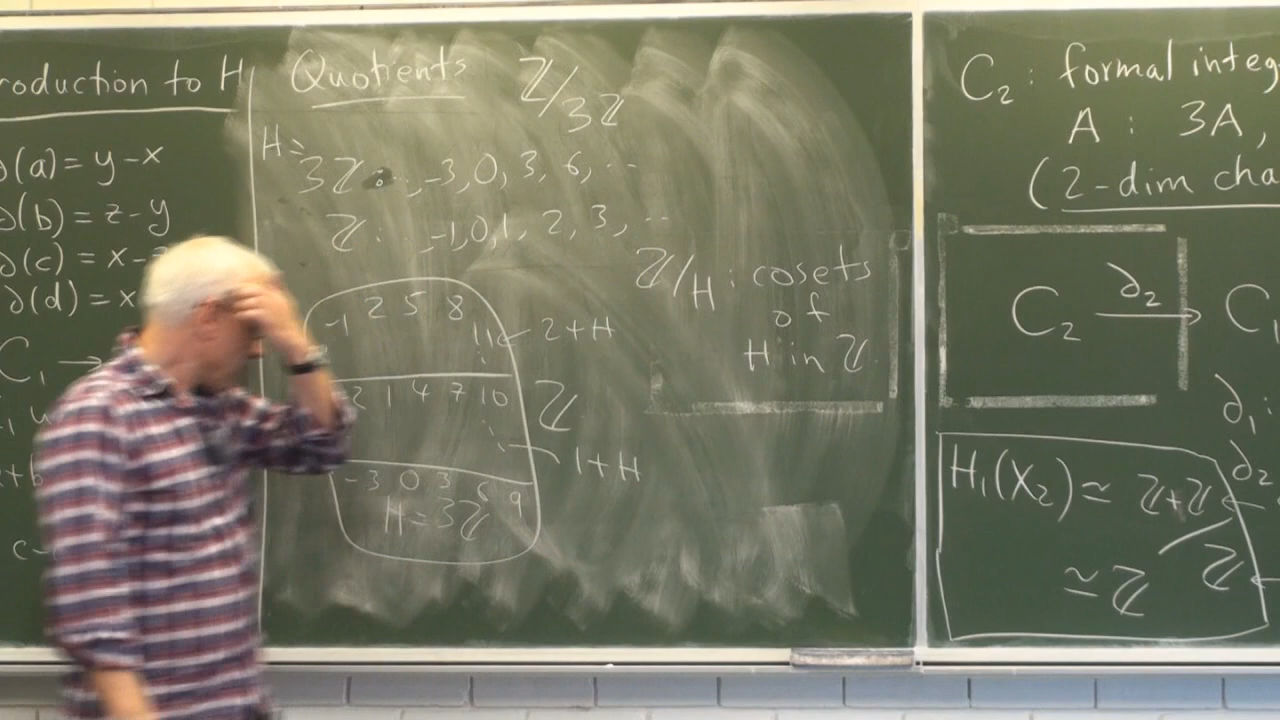 roduction to H
∂(a) = y-x
∂(b) = z-y
∂(c) = x-
∂(d) = x
C₁ →
Quotients ℤ/3ℤ
H=
3ℤ: .., -3, 0, 3, 6, ...
ℤ: .., -1, 0, 1, 2, 3, ..
-1 2 5 8
11 2+H
2 1 4 7 10 ℤ
1+H
-3 0 3 6 9
H=3ℤ
ℤ/H : cosets
of
H in ℤ
C₂ : formal integ
A : 3A,
(2-dim cha
C₂ ∂₂→ C₁
∂₁:
∂₂
H₁(X₂) ≃ ℤ+ℤ
ℤ
≃ ℤ